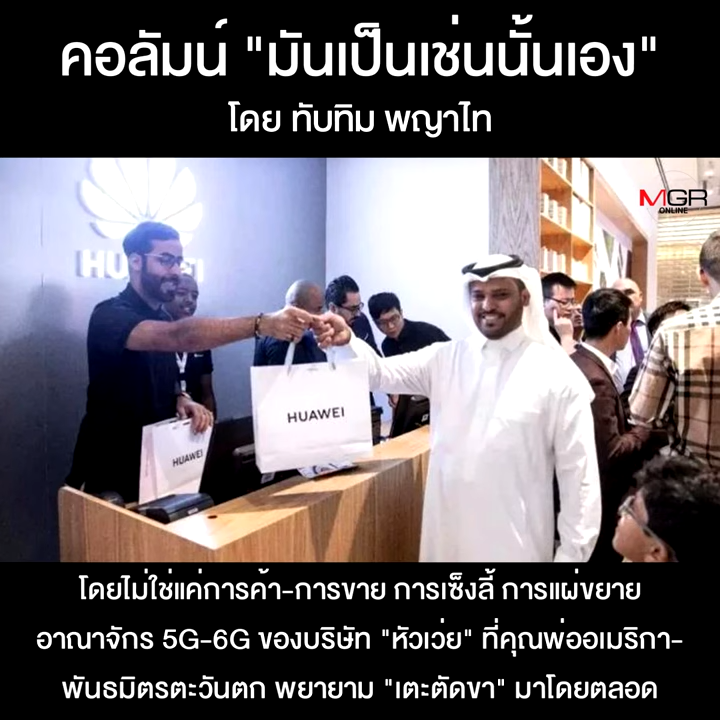 คอลัมน์ "มันเป็นเช่นนั้นเอง"
โดย ทับทิม พญาไท
MGR
ONLINE
HUAWEI
HUAWEI
HUAWEI
โดยไม่ใช่แค่การค้า-การขาย การเซ็งลี้ การแผ่ขยาย
อาณาจักร 5G-6G ของบริษัท "หัวเว่ย" ที่คุณพ่ออเมริกา-
พันธมิตรตะวันตก พยายาม "เตะตัดขา" มาโดยตลอด